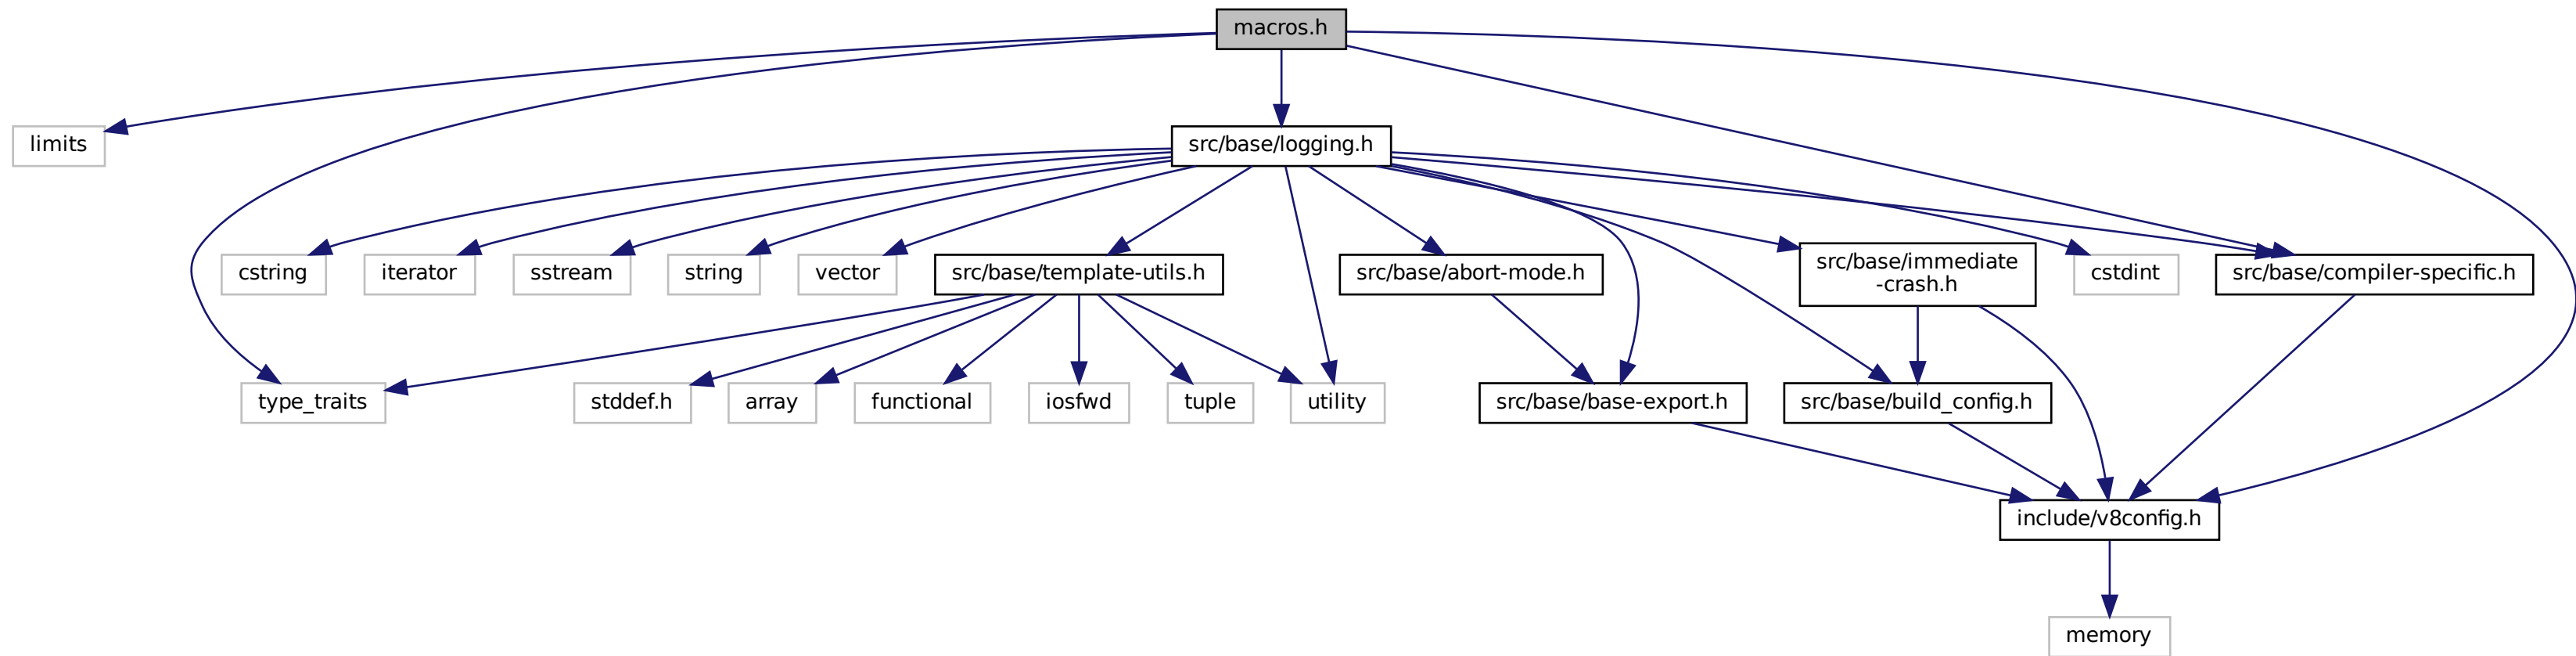 macros.h
limits
src/base/logging.h
cstring
iterator
sstream
string
vector
src/base/template-utils.h
src/base/abort-mode.h
src/base/immediate
-crash.h
cstdint
src/base/compiler-specific.h
type_traits
stddef.h
array
functional
iosfwd
tuple
utility
src/base/base-export.h
src/base/build_config.h
include/v8config.h
memory